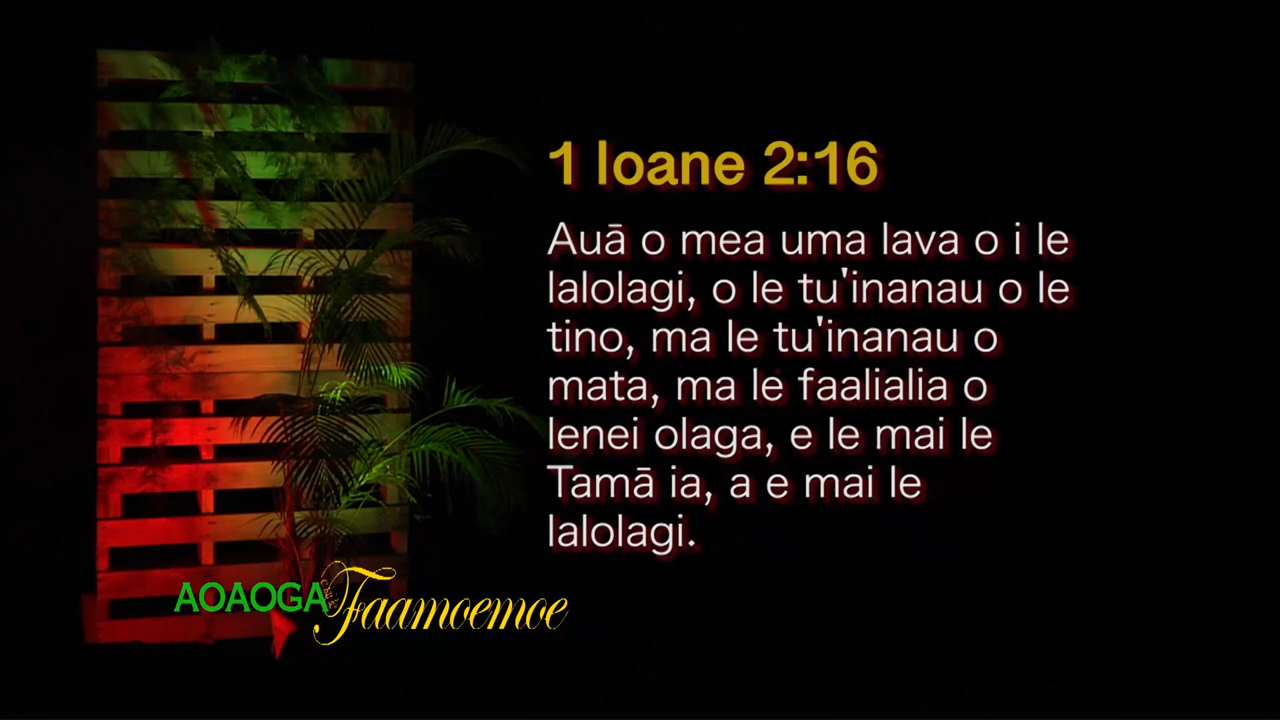 1 Ioane 2:16
Auā o mea uma lava o i le
lalolagi, o le tu'inanau o le
tino, ma le tu'inanau o
mata, ma le faalialia o
lenei olaga, e le mai le
Tamā ia, a e mai le
lalolagi.
AOAOGA Faamoemoe